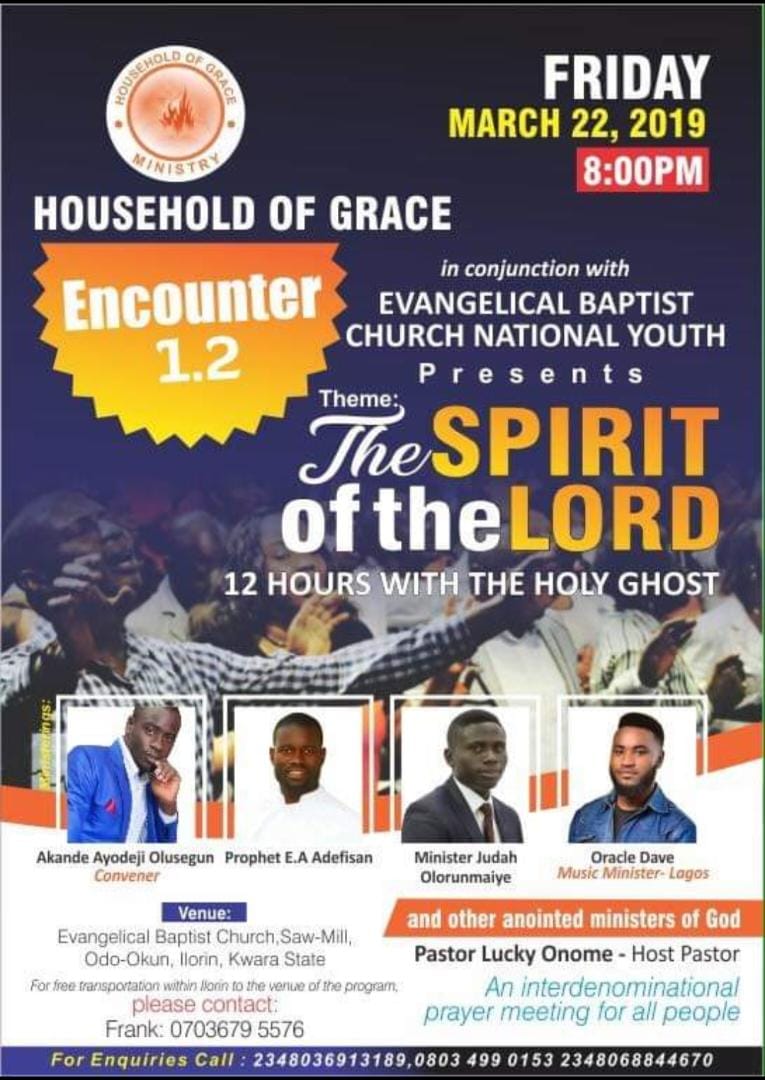 HOUSEHOLD OF GRACE
MINISTRY
FRIDAY
MARCH 22, 2019
8:00PM
HOUSEHOLD OF GRACE
Encounter
1.2
in conjunction with
EVANGELICAL BAPTIST
CHURCH NATIONAL YOUTH
Presents
Theme:
The SPIRIT
of the LORD
12 HOURS WITH THE HOLY GHOST
Ministerings:
Akande Ayodeji Olusegun
Convener
Prophet E.A Adefisan
Minister Judah
Olorunmaiye
Oracle Dave
Music Minister- Lagos
Venue:
Evangelical Baptist Church,Saw-Mill,
Odo-Okun, Ilorin, Kwara State
For free transportation within Ilorin to the venue of the program,
please contact:
Frank: 0703679 5576
and other anointed ministers of God
Pastor Lucky Onome - Host Pastor
An interdenominational
prayer meeting for all people
For Enquiries Call : 2348036913189,0803 499 0153 2348068844670